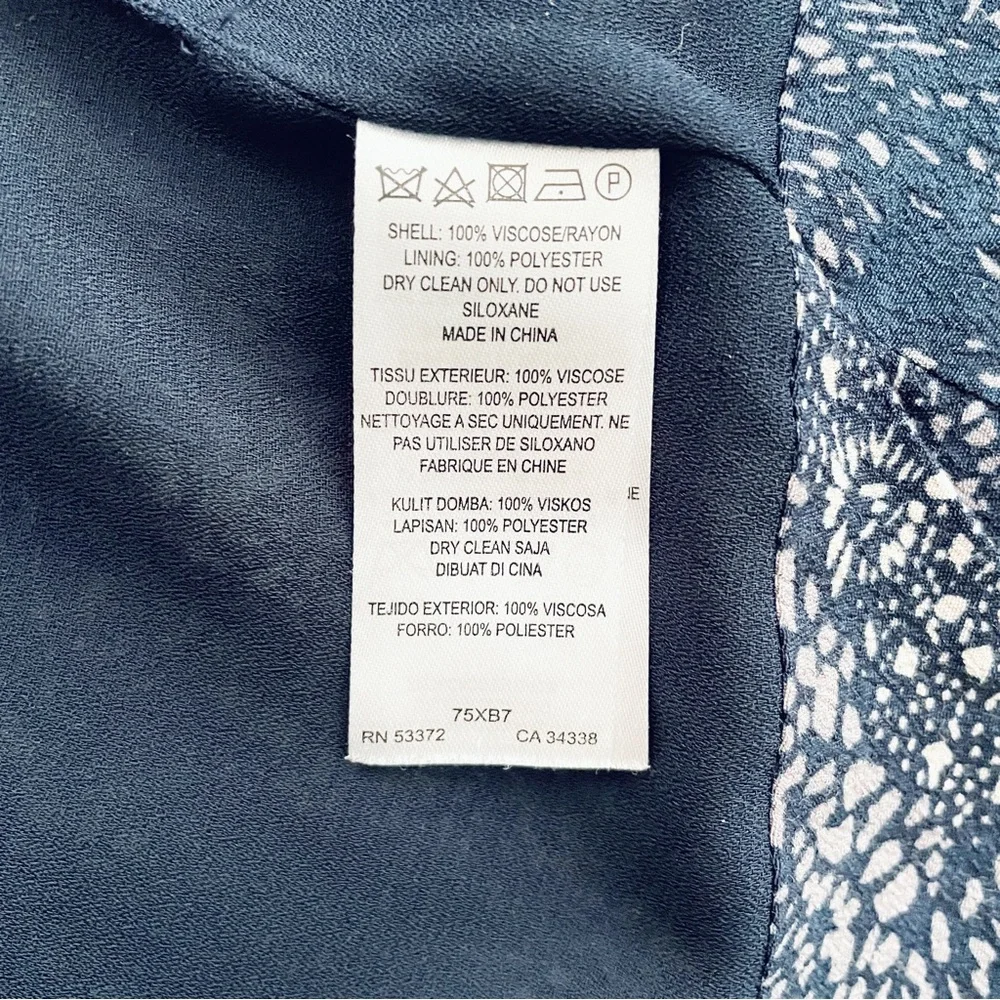 P
SHELL: 100% VISCOSE/RAYON
LINING: 100% POLYESTER
DRY CLEAN ONLY. DO NOT USE
SILOXANE
MADE IN CHINA
TISSU EXTERIEUR: 100% VISCOSE
DOUBLURE: 100% POLYESTER
NETTOYAGE A SEC UNIQUEMENT. NE
PAS UTILISER DE SILOXANO
FABRIQUE EN CHINE
KULIT DOMBA: 100% VISKOS
LAPISAN: 100% POLYESTER
DRY CLEAN SAJA
DIBUAT DI CINA
TEJIDO EXTERIOR: 100% VISCOSA
FORRO: 100% POLIESTER
75XB7
RN 53372 CA 34338